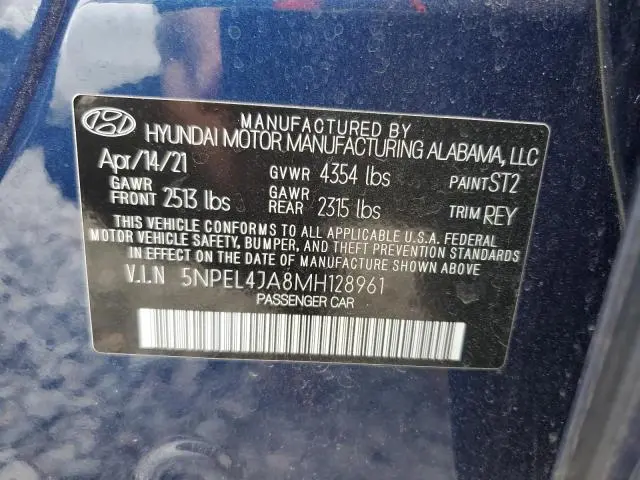 MANUFACTURED BY
HYUNDAI MOTOR MANUFACTURING ALABAMA, LLC
Apr/14/21 GVWR 4354 lbs PAINT ST2
GAWR FRONT 2513 lbs GAWR REAR 2315 lbs TRIM REY
THIS VEHICLE CONFORMS TO ALL APPLICABLE U.S.A. FEDERAL
MOTOR VEHICLE SAFETY, BUMPER, AND THEFT PREVENTION STANDARDS
IN EFFECT ON THE DATE OF MANUFACTURE SHOWN ABOVE.
V.I.N 5NPEL4JA8MH128961
PASSENGER CAR